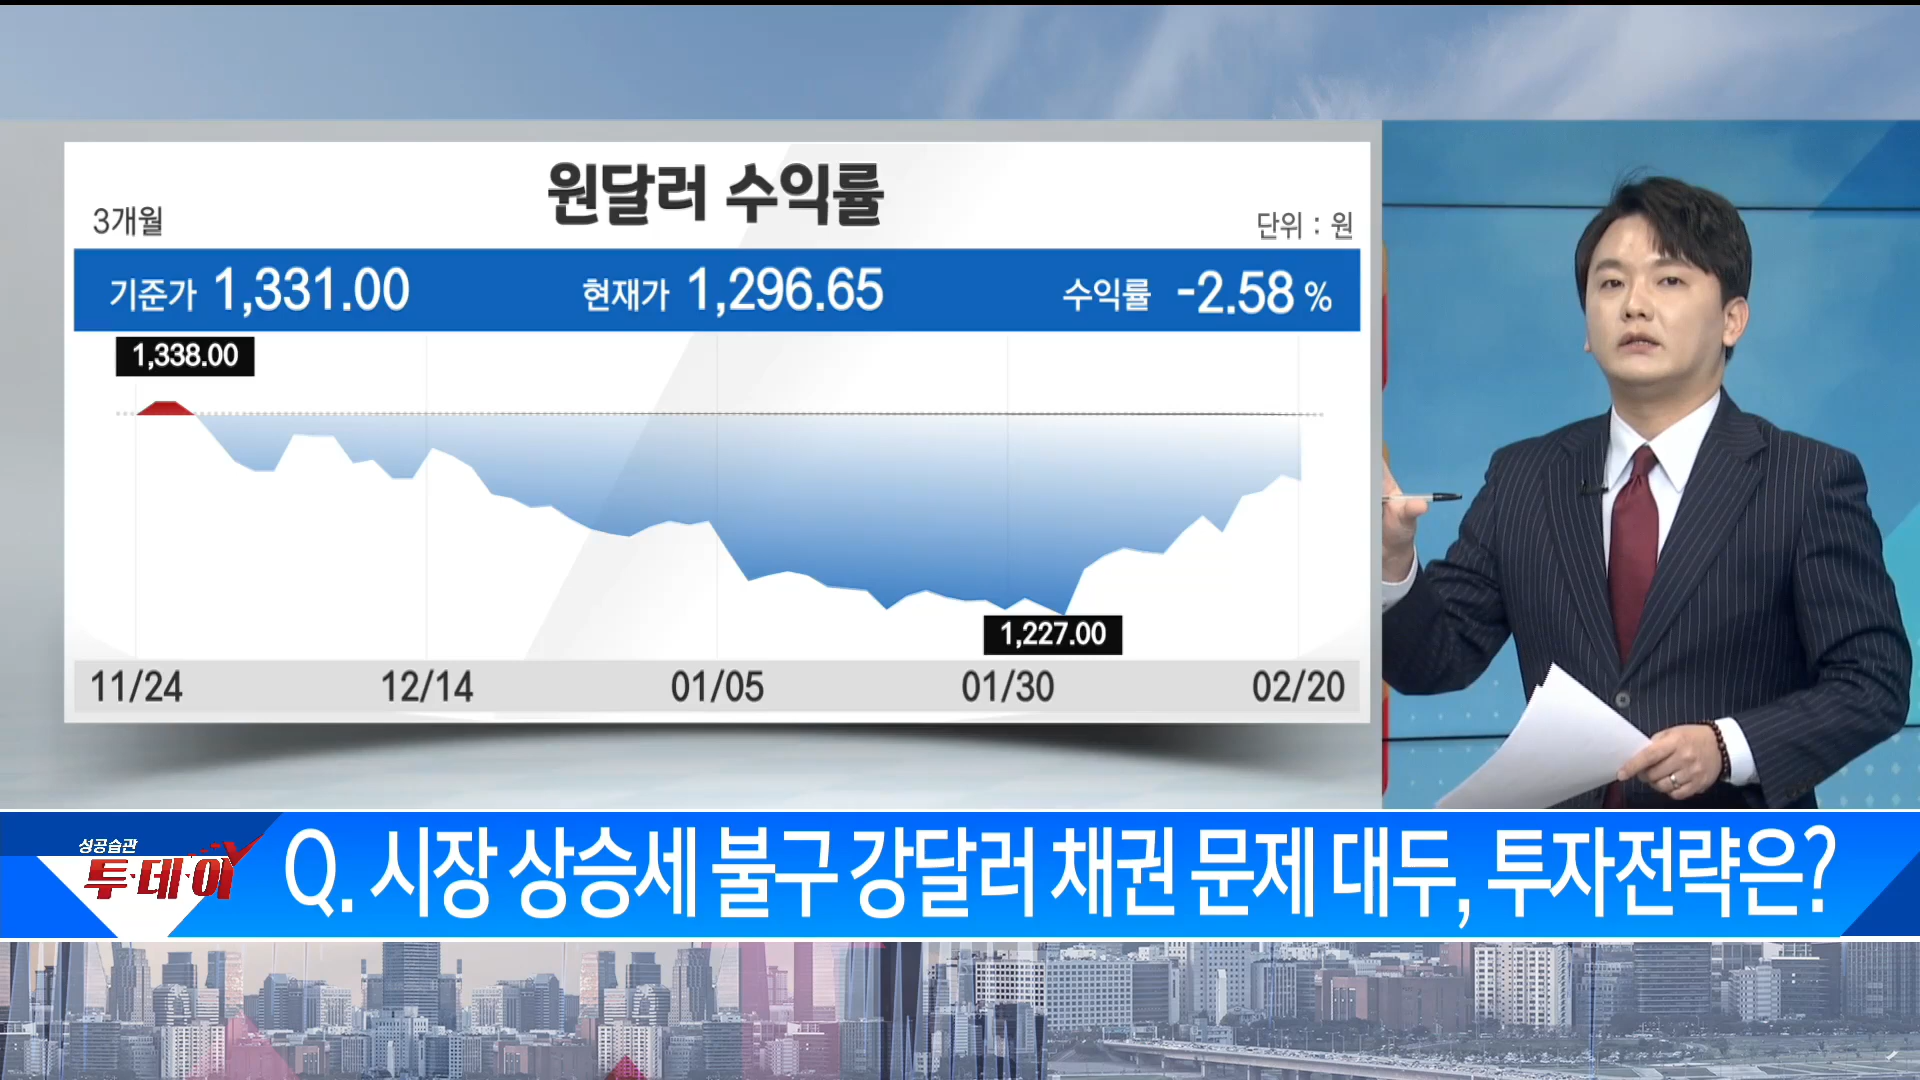 원달러 수익률
3개월
단위 : 원
기준가 1,331.00 현재가 1,296.65 수익률 -2.58 %
1,338.00
1,227.00
11/24 12/14 01/05 01/30 02/20
성공습관
투데이
Q. 시장 상승세 불구 강달러 채권 문제 대두, 투자전략은?